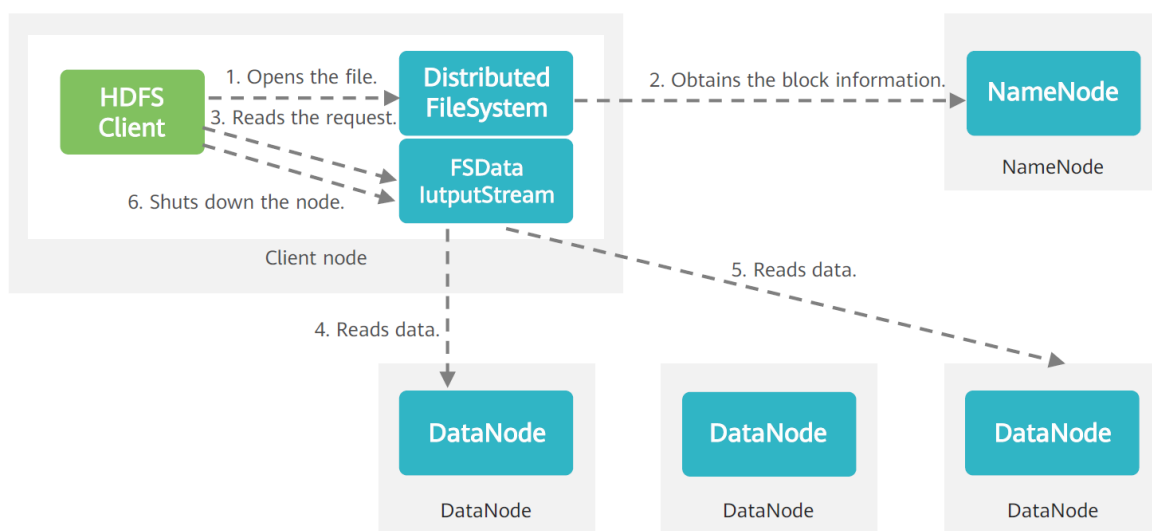 HDFS
Client
1. Opens the file.
3. Reads the request.
6. Shuts down the node.
Distributed
FileSystem
FSData
IutputStream
Client node
2. Obtains the block information.
NameNode
NameNode
4. Reads data.
5. Reads data.
DataNode
DataNode
DataNode
DataNode
DataNode
DataNode